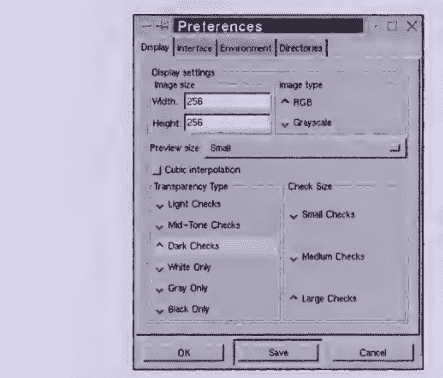 Preferences
Display Interface Environment Directories
Display settings
Image size Image type
Width: 256 RGB
Height: 256 Grayscale
Preview size Small
Cubic interpolation
Transparency Type Check Size
Light Checks
Mid-Tone Checks
Dark Checks
White Only
Gray Only
Black Only
Small Checks
Medium Checks
Large Checks
OK Save Cancel